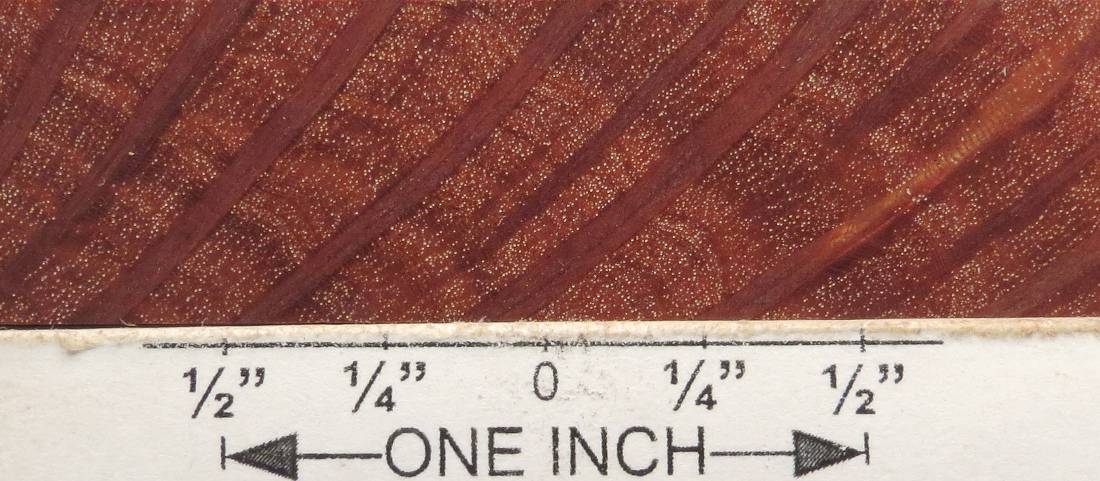 ½” ¼” 0 ¼” ½”
ONE INCH